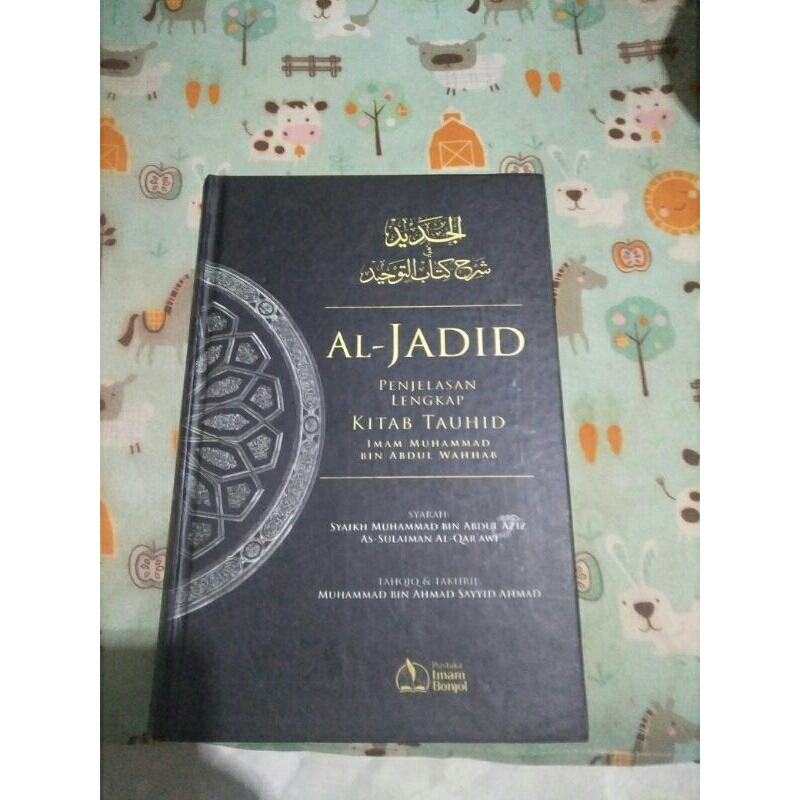 الجديد
في
شرح كتاب التوحيد
AL-JADID
PENJELASAN
LENGKAP
KITAB TAUHID
IMAM MUHAMMAD
BIN ABDUL WAHHAB
SYARAH:
SYAIKH MUHAMMAD BIN ABDUL AZIZ
AS-SULAIMAN AL-QAR'AWI
TAHQIQ & TAKHRIJ:
MUHAMMAD BIN AHMAD SAYYID AHMAD
Pustaka
Imam
Bonjol